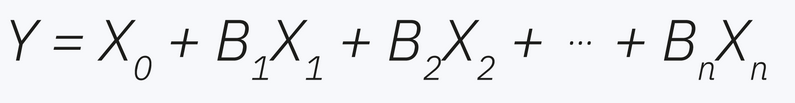 Y = X₀ + B₁X₁ + B₂X₂ + ··· + BₙXₙ